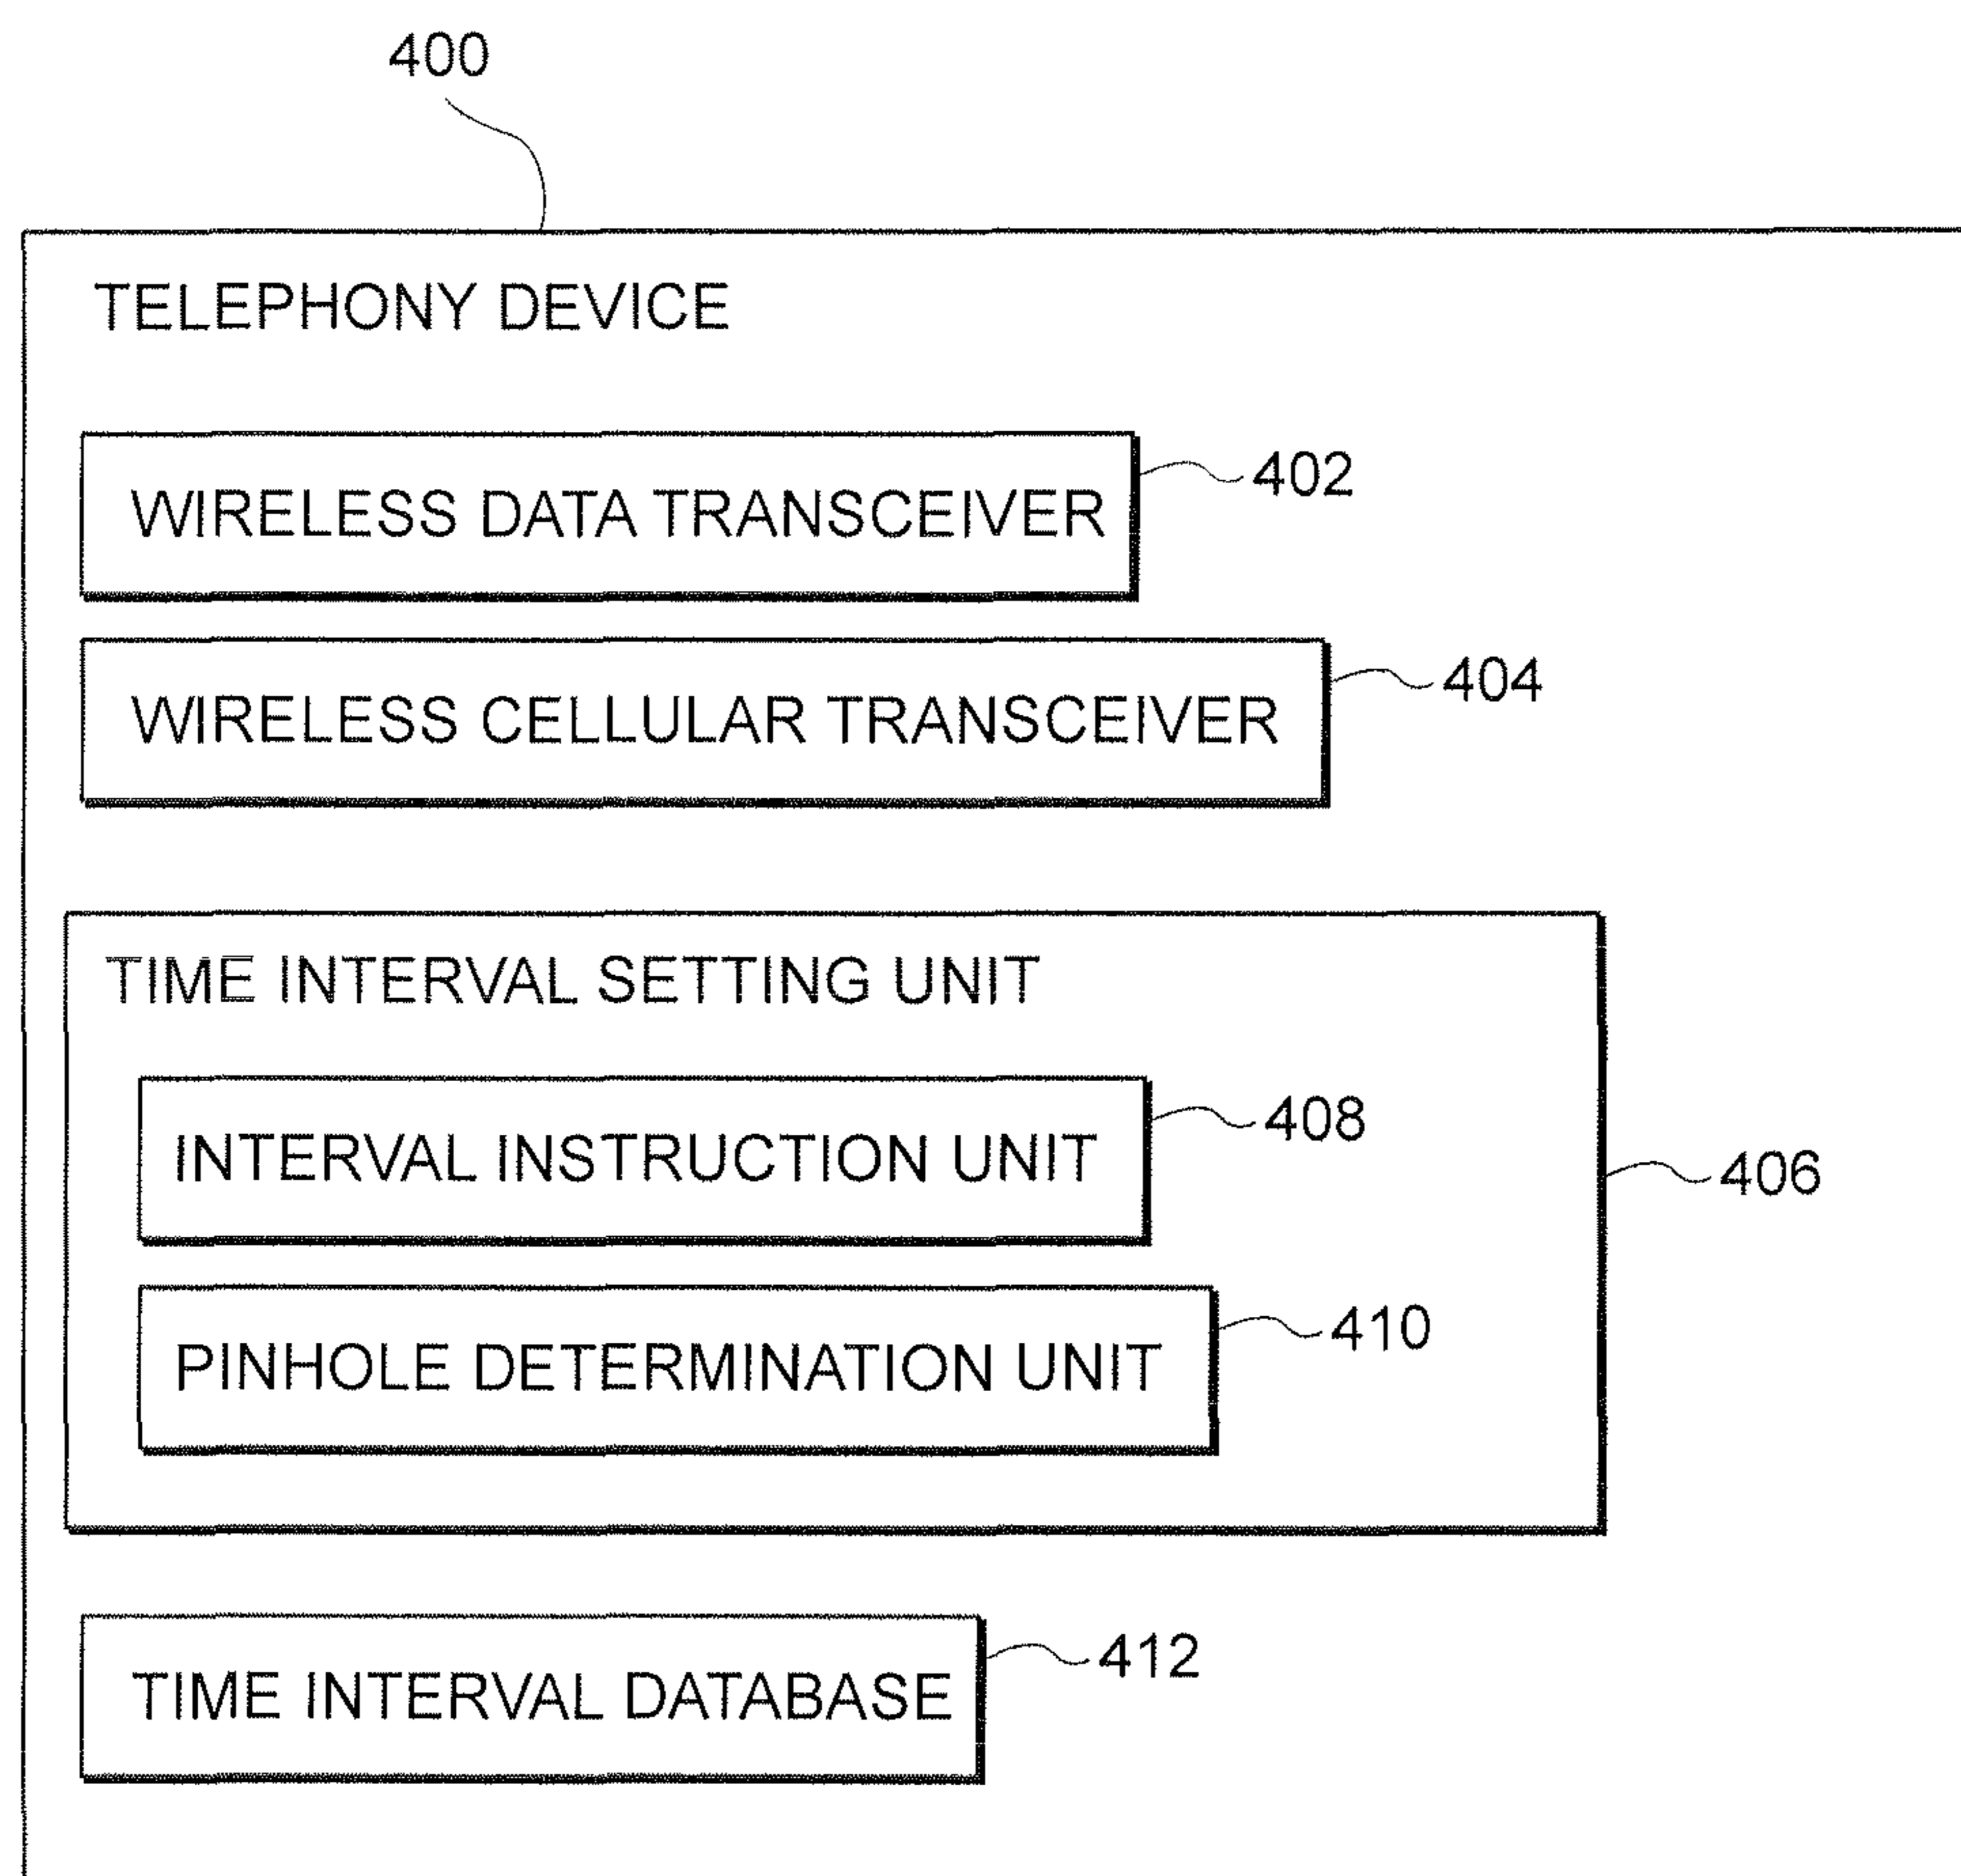 400
TELEPHONY DEVICE
WIRELESS DATA TRANSCEIVER
402
WIRELESS CELLULAR TRANSCEIVER
404
TIME INTERVAL SETTING UNIT
INTERVAL INSTRUCTION UNIT
408
406
PINHOLE DETERMINATION UNIT
410
TIME INTERVAL DATABASE
412